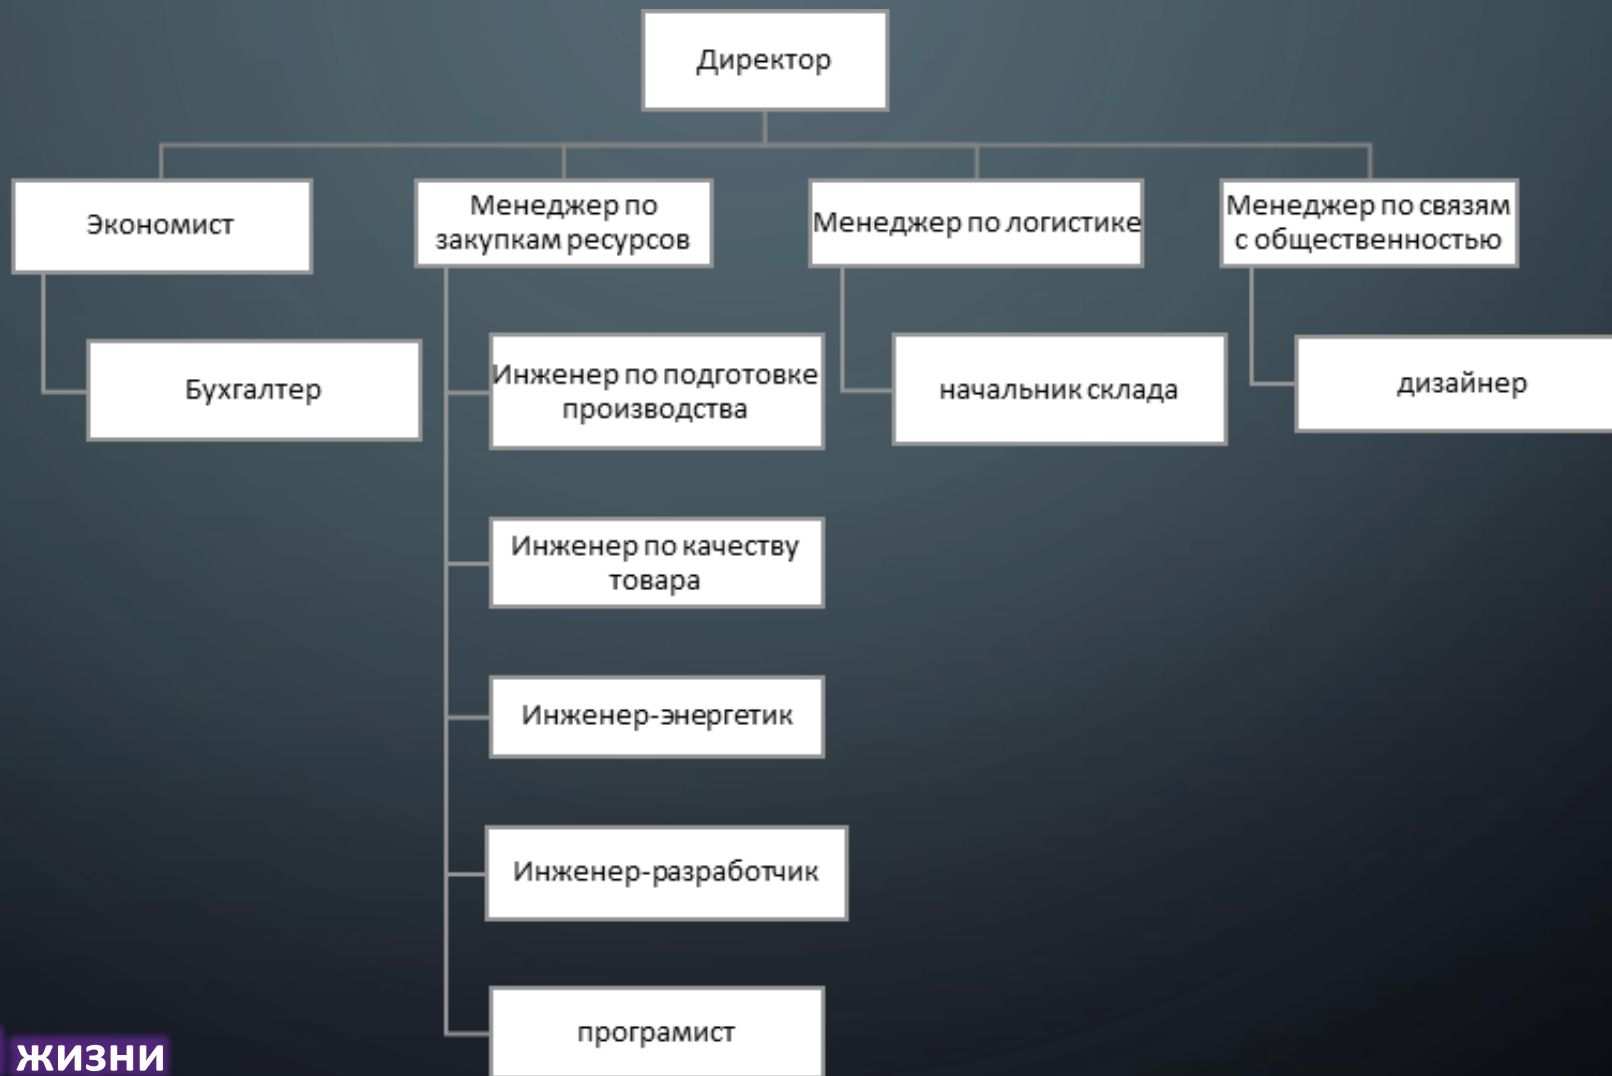 Директор
Экономист
Менеджер по
закупкам ресурсов
Менеджер по логистике
Менеджер по связям
с общественностью
Бухгалтер
Инженер по подготовке
производства
начальник склада
дизайнер
Инженер по качеству
товара
Инженер-энергетик
Инженер-разработчик
програмист
жизни